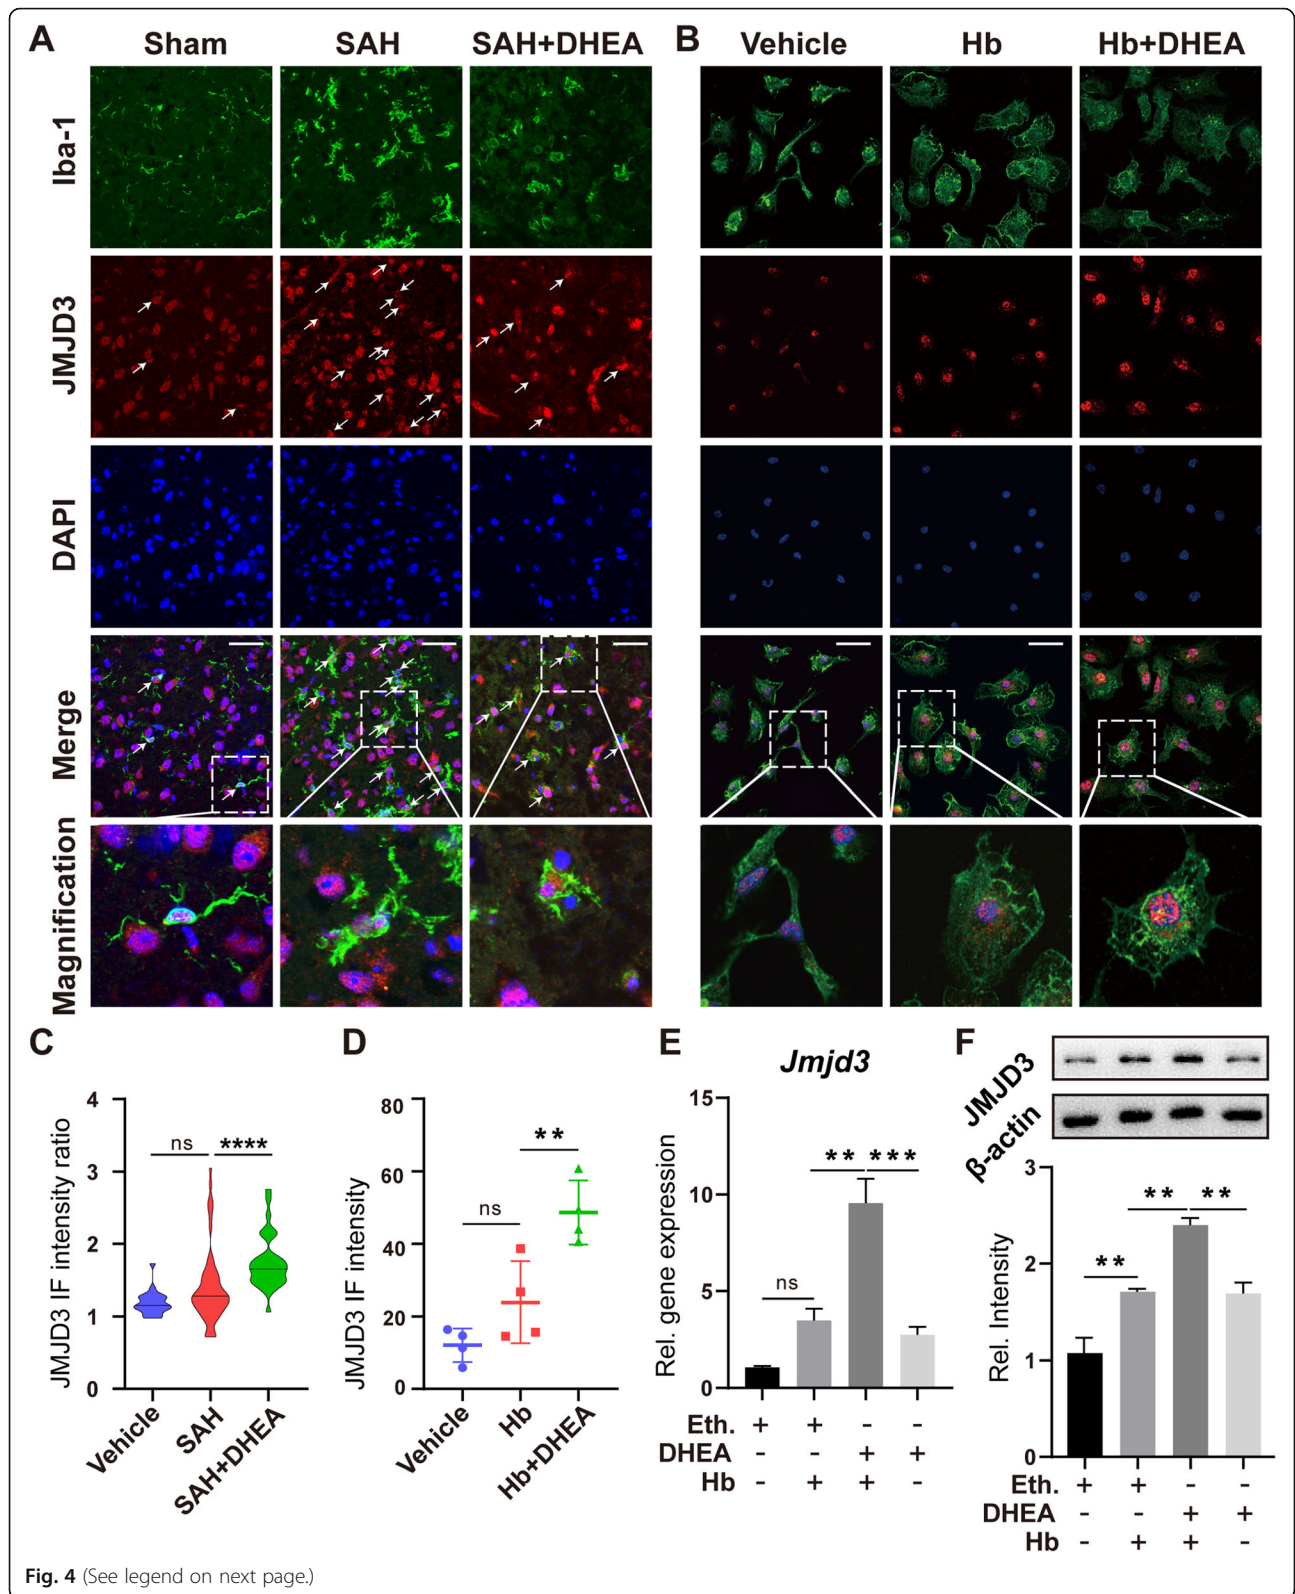 A
Sham SAH SAH+DHEA
B
Vehicle Hb Hb+DHEA
Iba-1
JMJD3
DAPI
Merge
Magnification
C
JMJD3 IF intensity ratio
4
3
2
1
0
ns ****
Vehicle
SAH
SAH+DHEA
D
JMJD3 IF intensity
80
60
40
20
0
ns
**
Vehicle
Hb
Hb+DHEA
E
Jmjd3
Rel. gene expression
15
10
5
0
ns
** ***
Eth. + + - -
DHEA - - + +
Hb - + + -
F
JMJD3
β-actin
Rel. Intensity
3
2
1
0
**
** **
Eth. + + - -
DHEA - - + +
Hb - + + -
Fig. 4 (See legend on next page.)